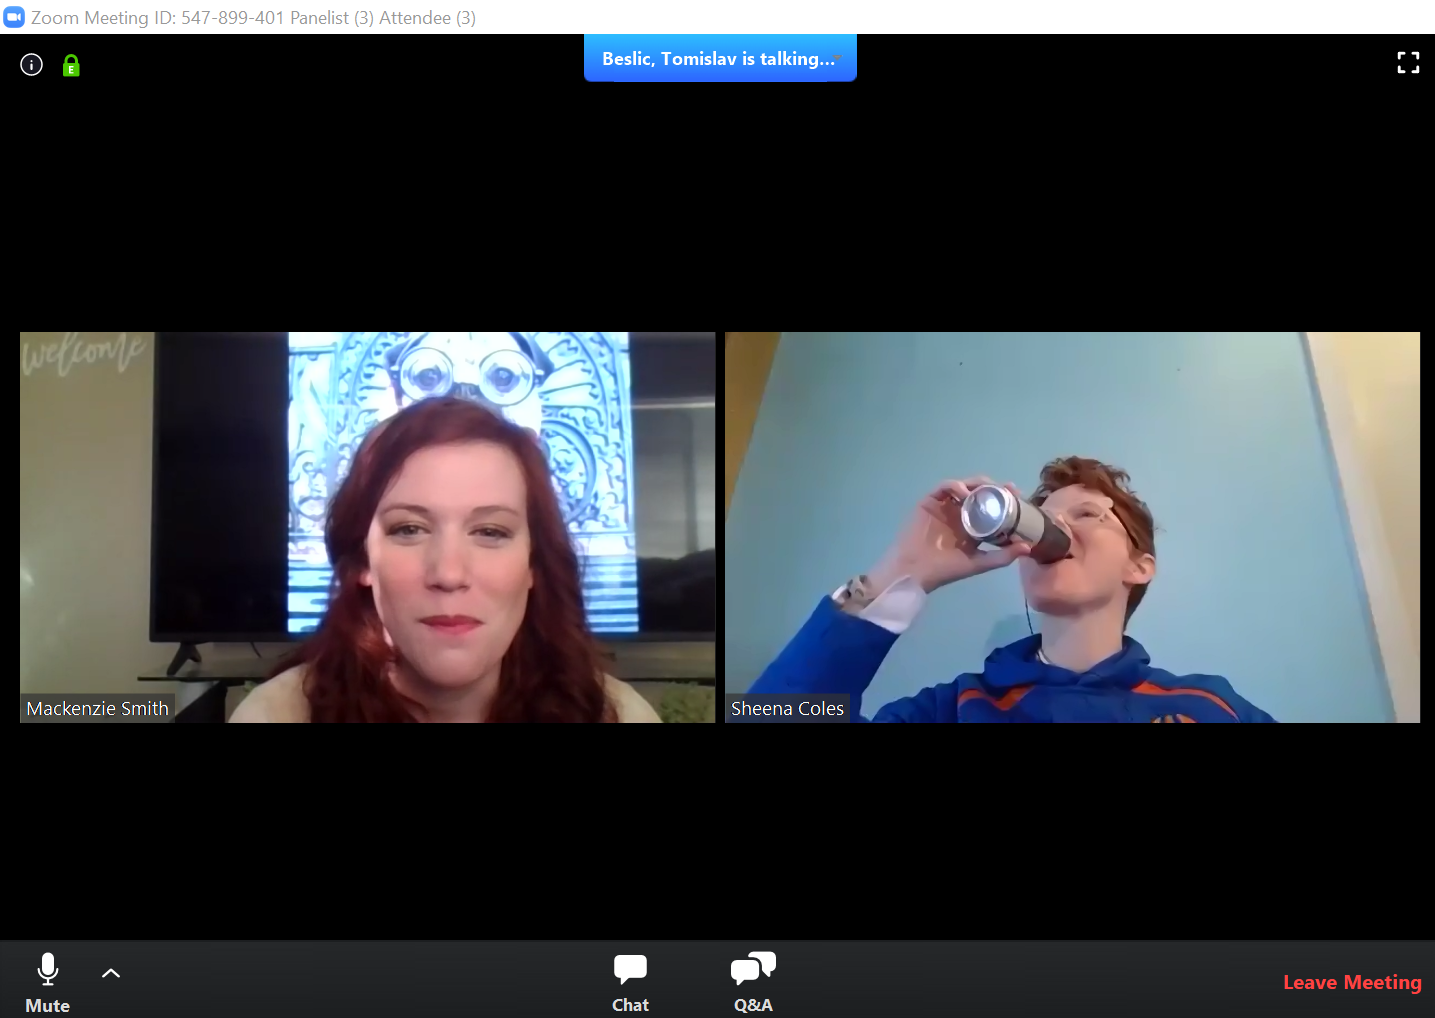 Zoom Meeting ID: 547-899-401 Panelist (3) Attendee (3)
Beslic, Tomislav is talking...
E
welcome
Mackenzie Smith
Sheena Coles
Mute
Chat
Q&A
Leave Meeting